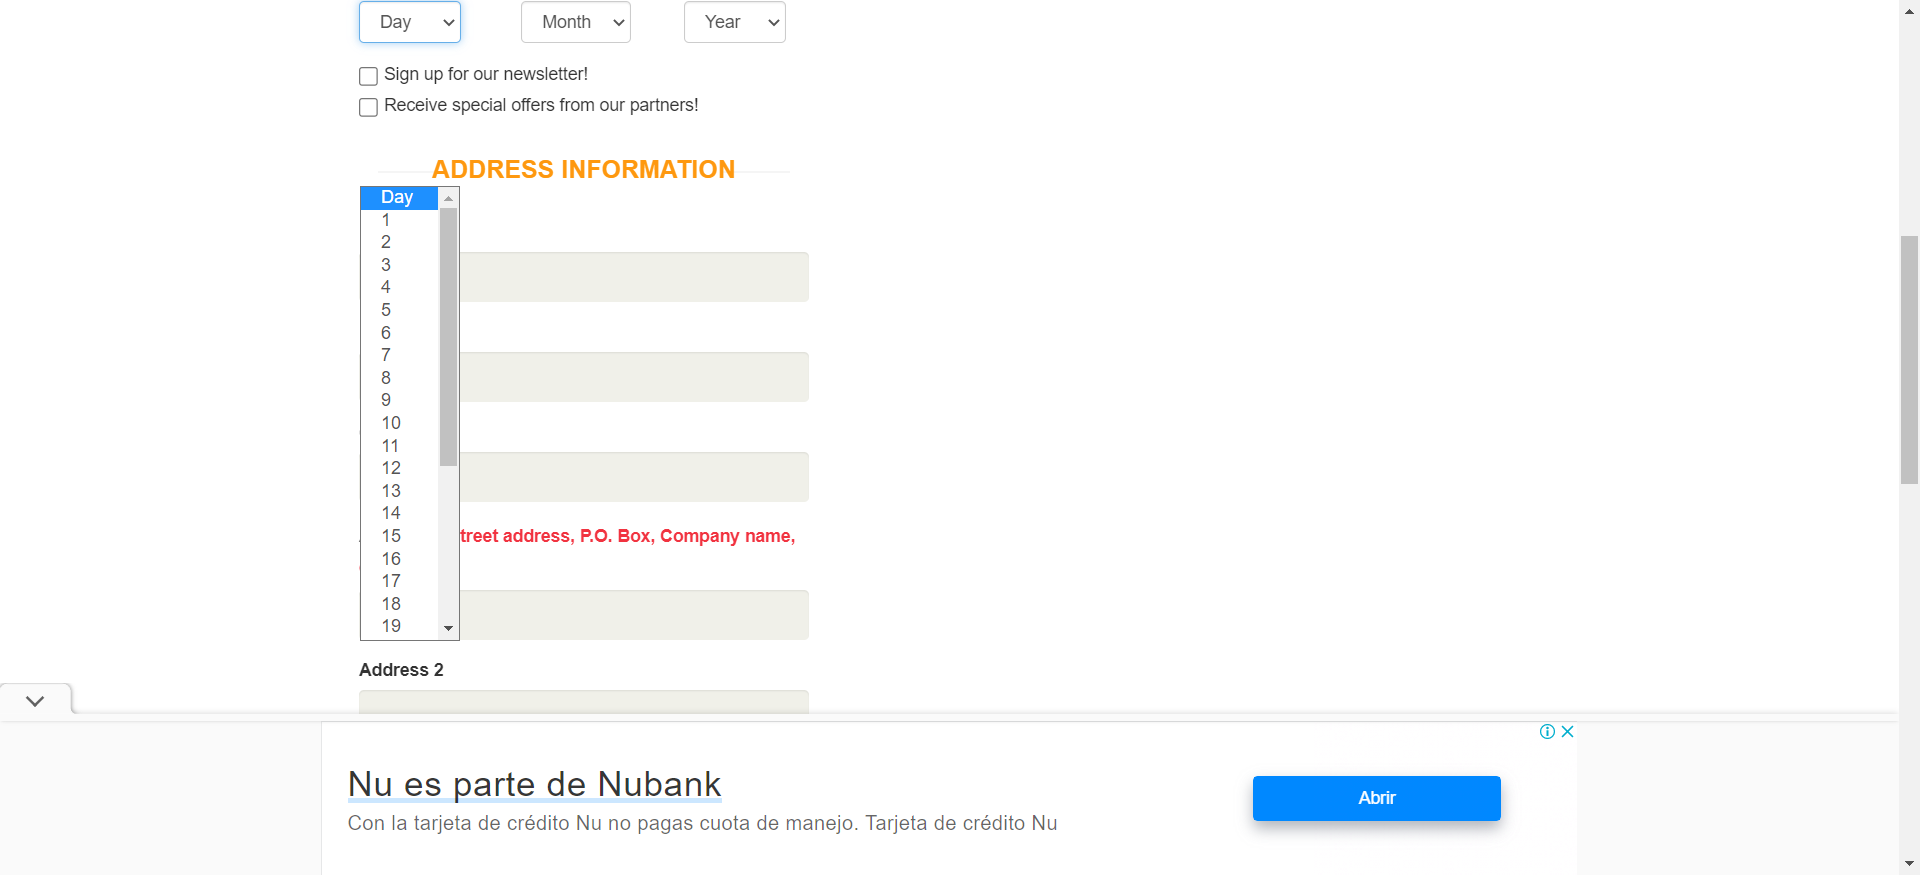 Day Month Year
Sign up for our newsletter!
Receive special offers from our partners!
ADDRESS INFORMATION
Day
1
2
3
4
5
6
7
8
9
10
11
12
13
14
15
treet address, P.O. Box, Company name,
16
17
18
19
Address 2
Nu es parte de Nubank
Con la tarjeta de crédito Nu no pagas cuota de manejo. Tarjeta de crédito Nu
Abrir